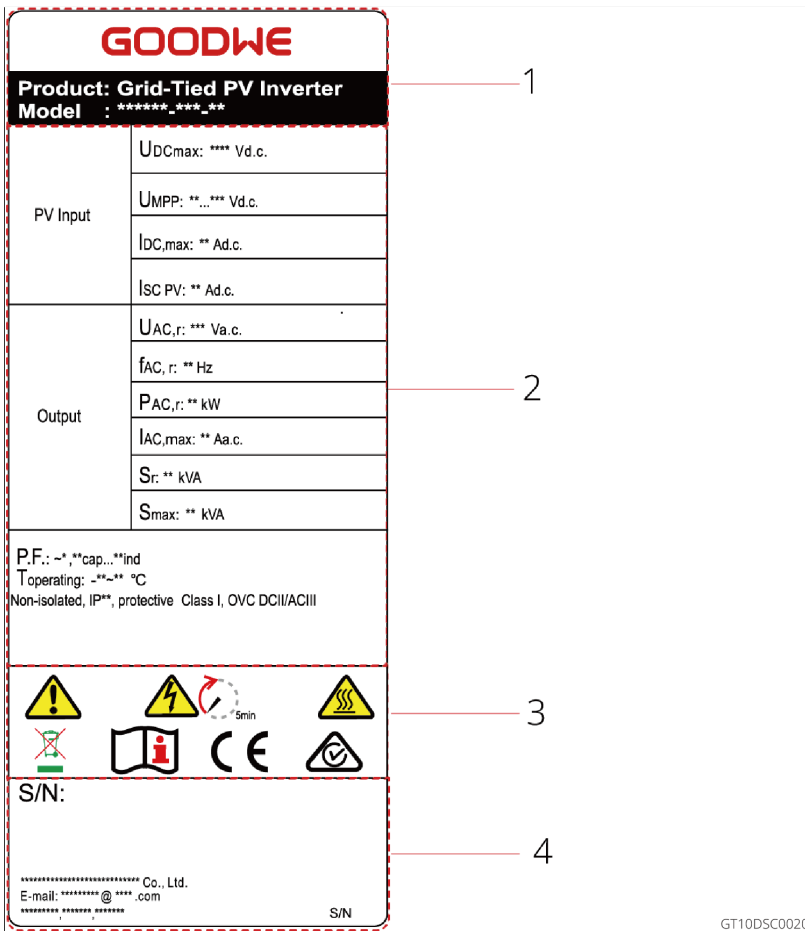 GOODWE
Product: Grid-Tied PV Inverter
Model : ******-***-**
1
PV Input
UDCmax: **** Vd.c.
UMPP: **...*** Vd.c.
IDC,max: ** Ad.c.
ISC PV: ** Ad.c.
Output
UAC,r: *** Va.c.
fAC, r: ** Hz
PAC,r: ** kW
IAC,max: ** Aa.c.
Sr: ** kVA
Smax: ** kVA
2
P.F.: ~*,**cap...**ind
Toperating: -**~** °C
Non-isolated, IP**, protective Class I, OVC DCII/ACIII
5min
3
i
CE
S/N:
4
**************************** Co., Ltd.
E-mail: ********* @ **** .com
*********,*******,*******
S/N
GT10DSC0020